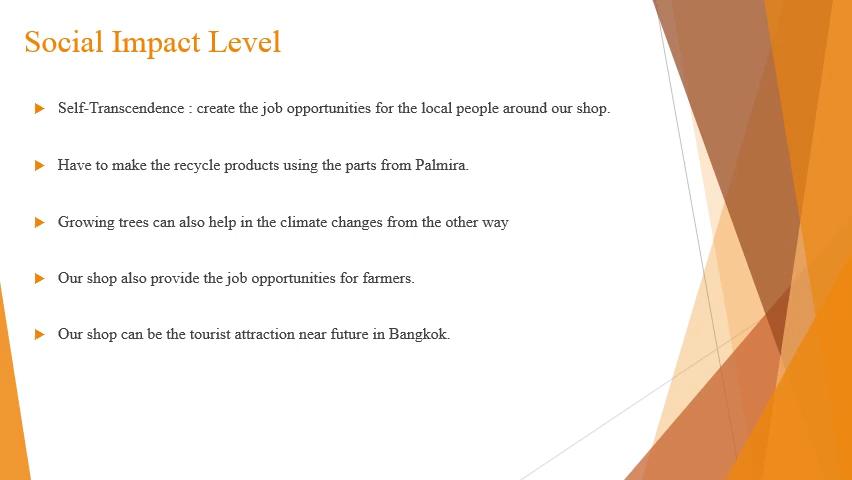 Social Impact Level
Self-Transcendence : create the job opportunities for the local people around our shop.
Have to make the recycle products using the parts from Palmira.
Growing trees can also help in the climate changes from the other way
Our shop also provide the job opportunities for farmers.
Our shop can be the tourist attraction near future in Bangkok.